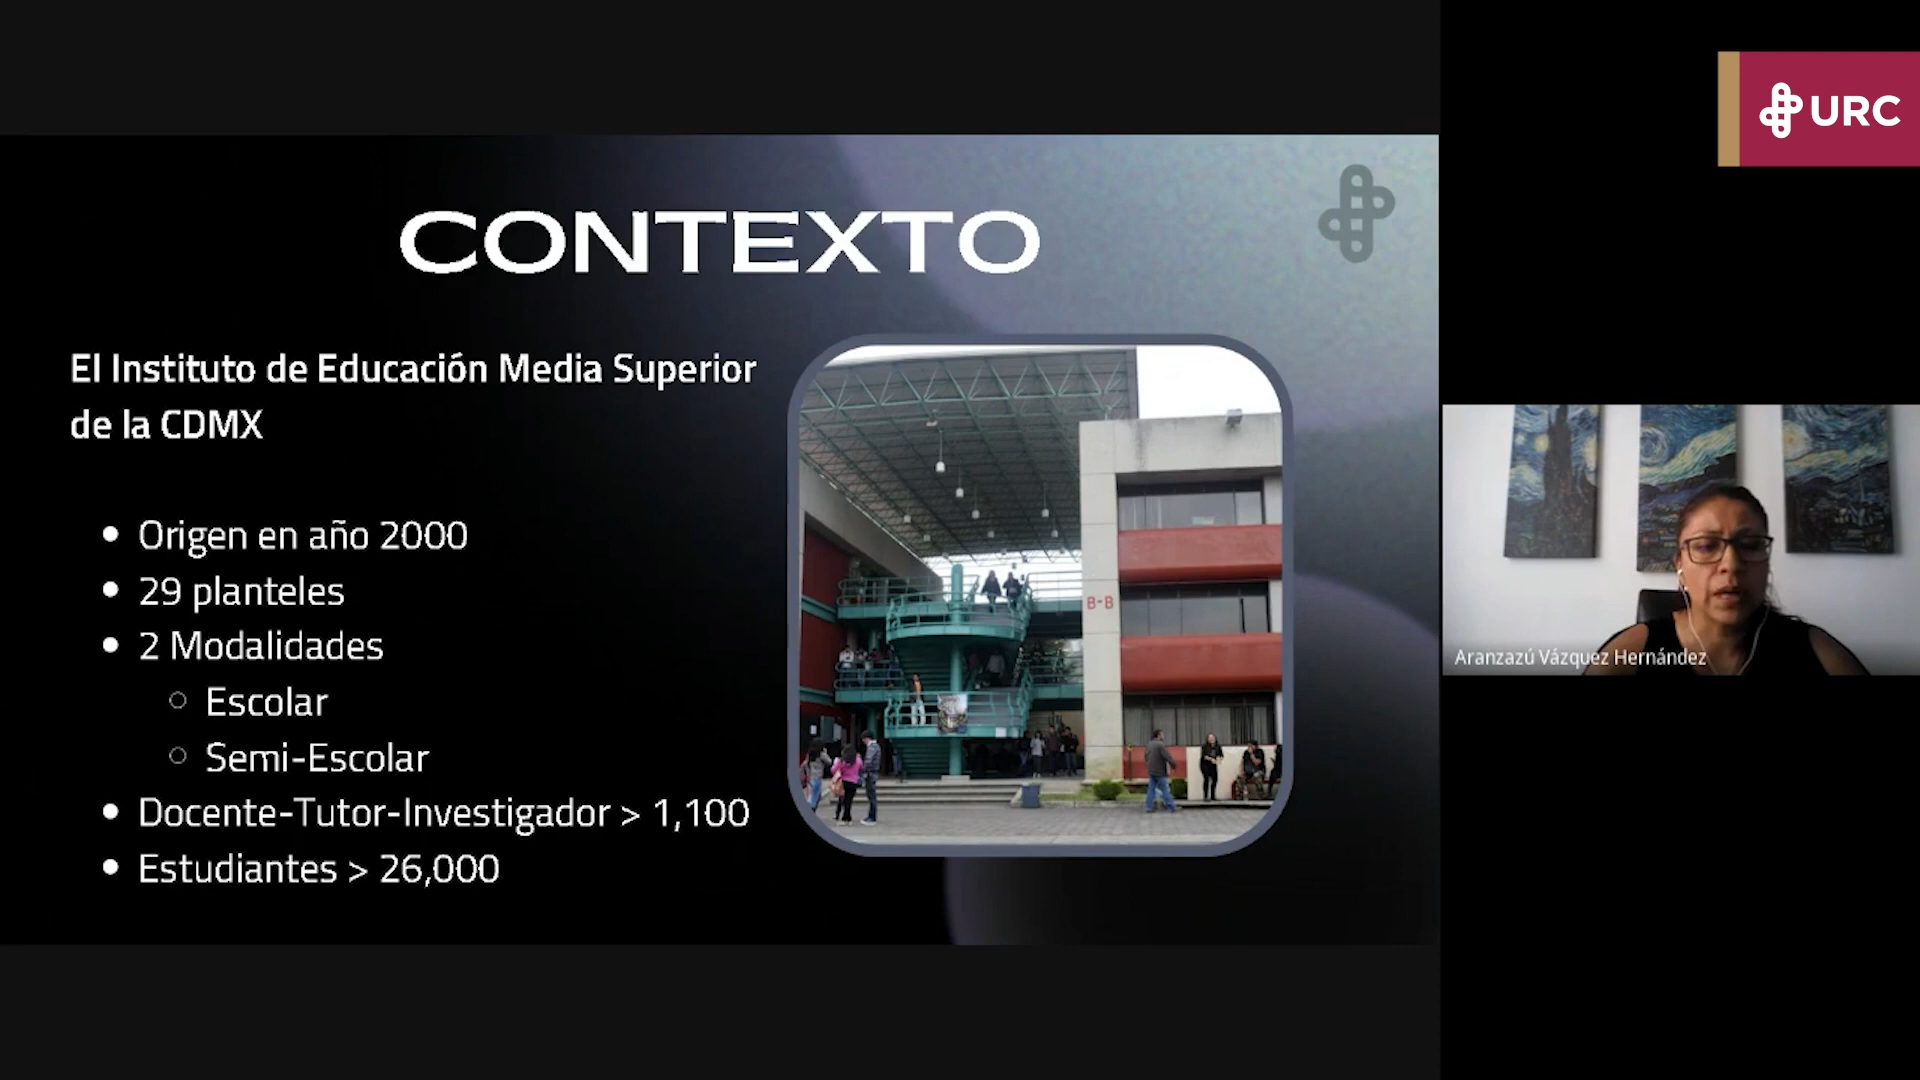 URC
CONTEXTO
El Instituto de Educación Media Superior
de la CDMX
Origen en año 2000
29 planteles
2 Modalidades
Escolar
Semi-Escolar
Docente-Tutor-Investigador > 1,100
Estudiantes > 26,000
B-B
Aranzazú Vázquez Hernández